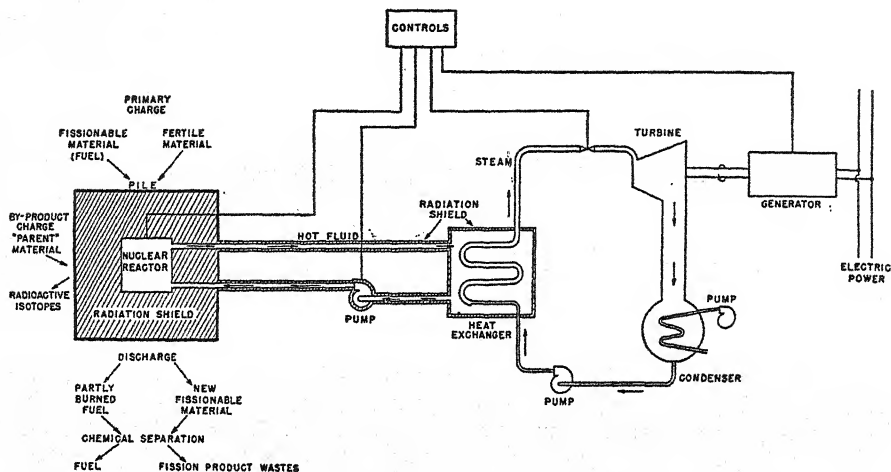 CONTROLS
PRIMARY
CHARGE
FISSIONABLE
MATERIAL
(FUEL)
FERTILE
MATERIAL
PILE
BY-PRODUCT
CHARGE
"PARENT"
MATERIAL
RADIOACTIVE
ISOTOPES
NUCLEAR
REACTOR
RADIATION SHIELD
HOT FLUID
RADIATION
SHIELD
PUMP
HEAT
EXCHANGER
STEAM
TURBINE
GENERATOR
ELECTRIC
POWER
PUMP
CONDENSER
PUMP
DISCHARGE
PARTLY
BURNED
FUEL
NEW
FISSIONABLE
MATERIAL
CHEMICAL SEPARATION
FUEL
FISSION PRODUCT WASTES